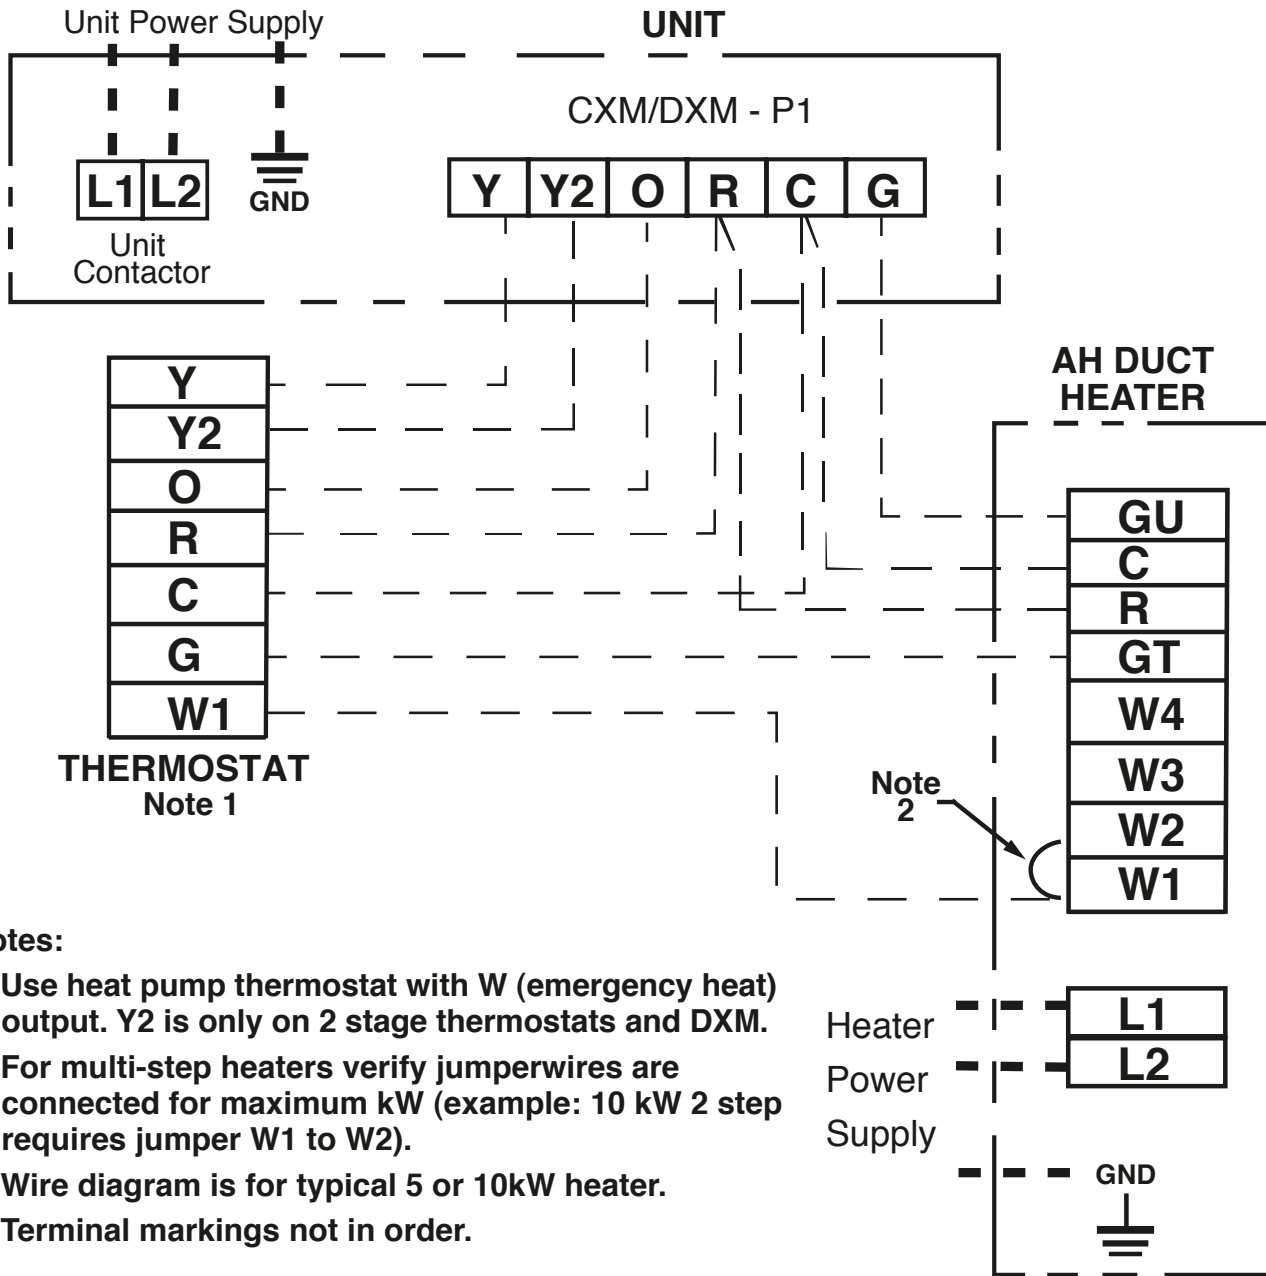 Unit Power Supply
UNIT
CXM/DXM - P1
L1 L2
GND
Y Y2 O R C G
Unit
Contactor
Y
Y2
O
R
C
G
W1
THERMOSTAT
Note 1
AH DUCT
HEATER
GU
C
R
GT
W4
W3
W2
W1
Note
2
Heater
Power
Supply
L1
L2
GND
Use heat pump thermostat with W (emergency heat)
output. Y2 is only on 2 stage thermostats and DXM.
For multi-step heaters verify jumperwires are
connected for maximum kW (example: 10 kW 2 step
requires jumper W1 to W2).
Wire diagram is for typical 5 or 10kW heater.
Terminal markings not in order.